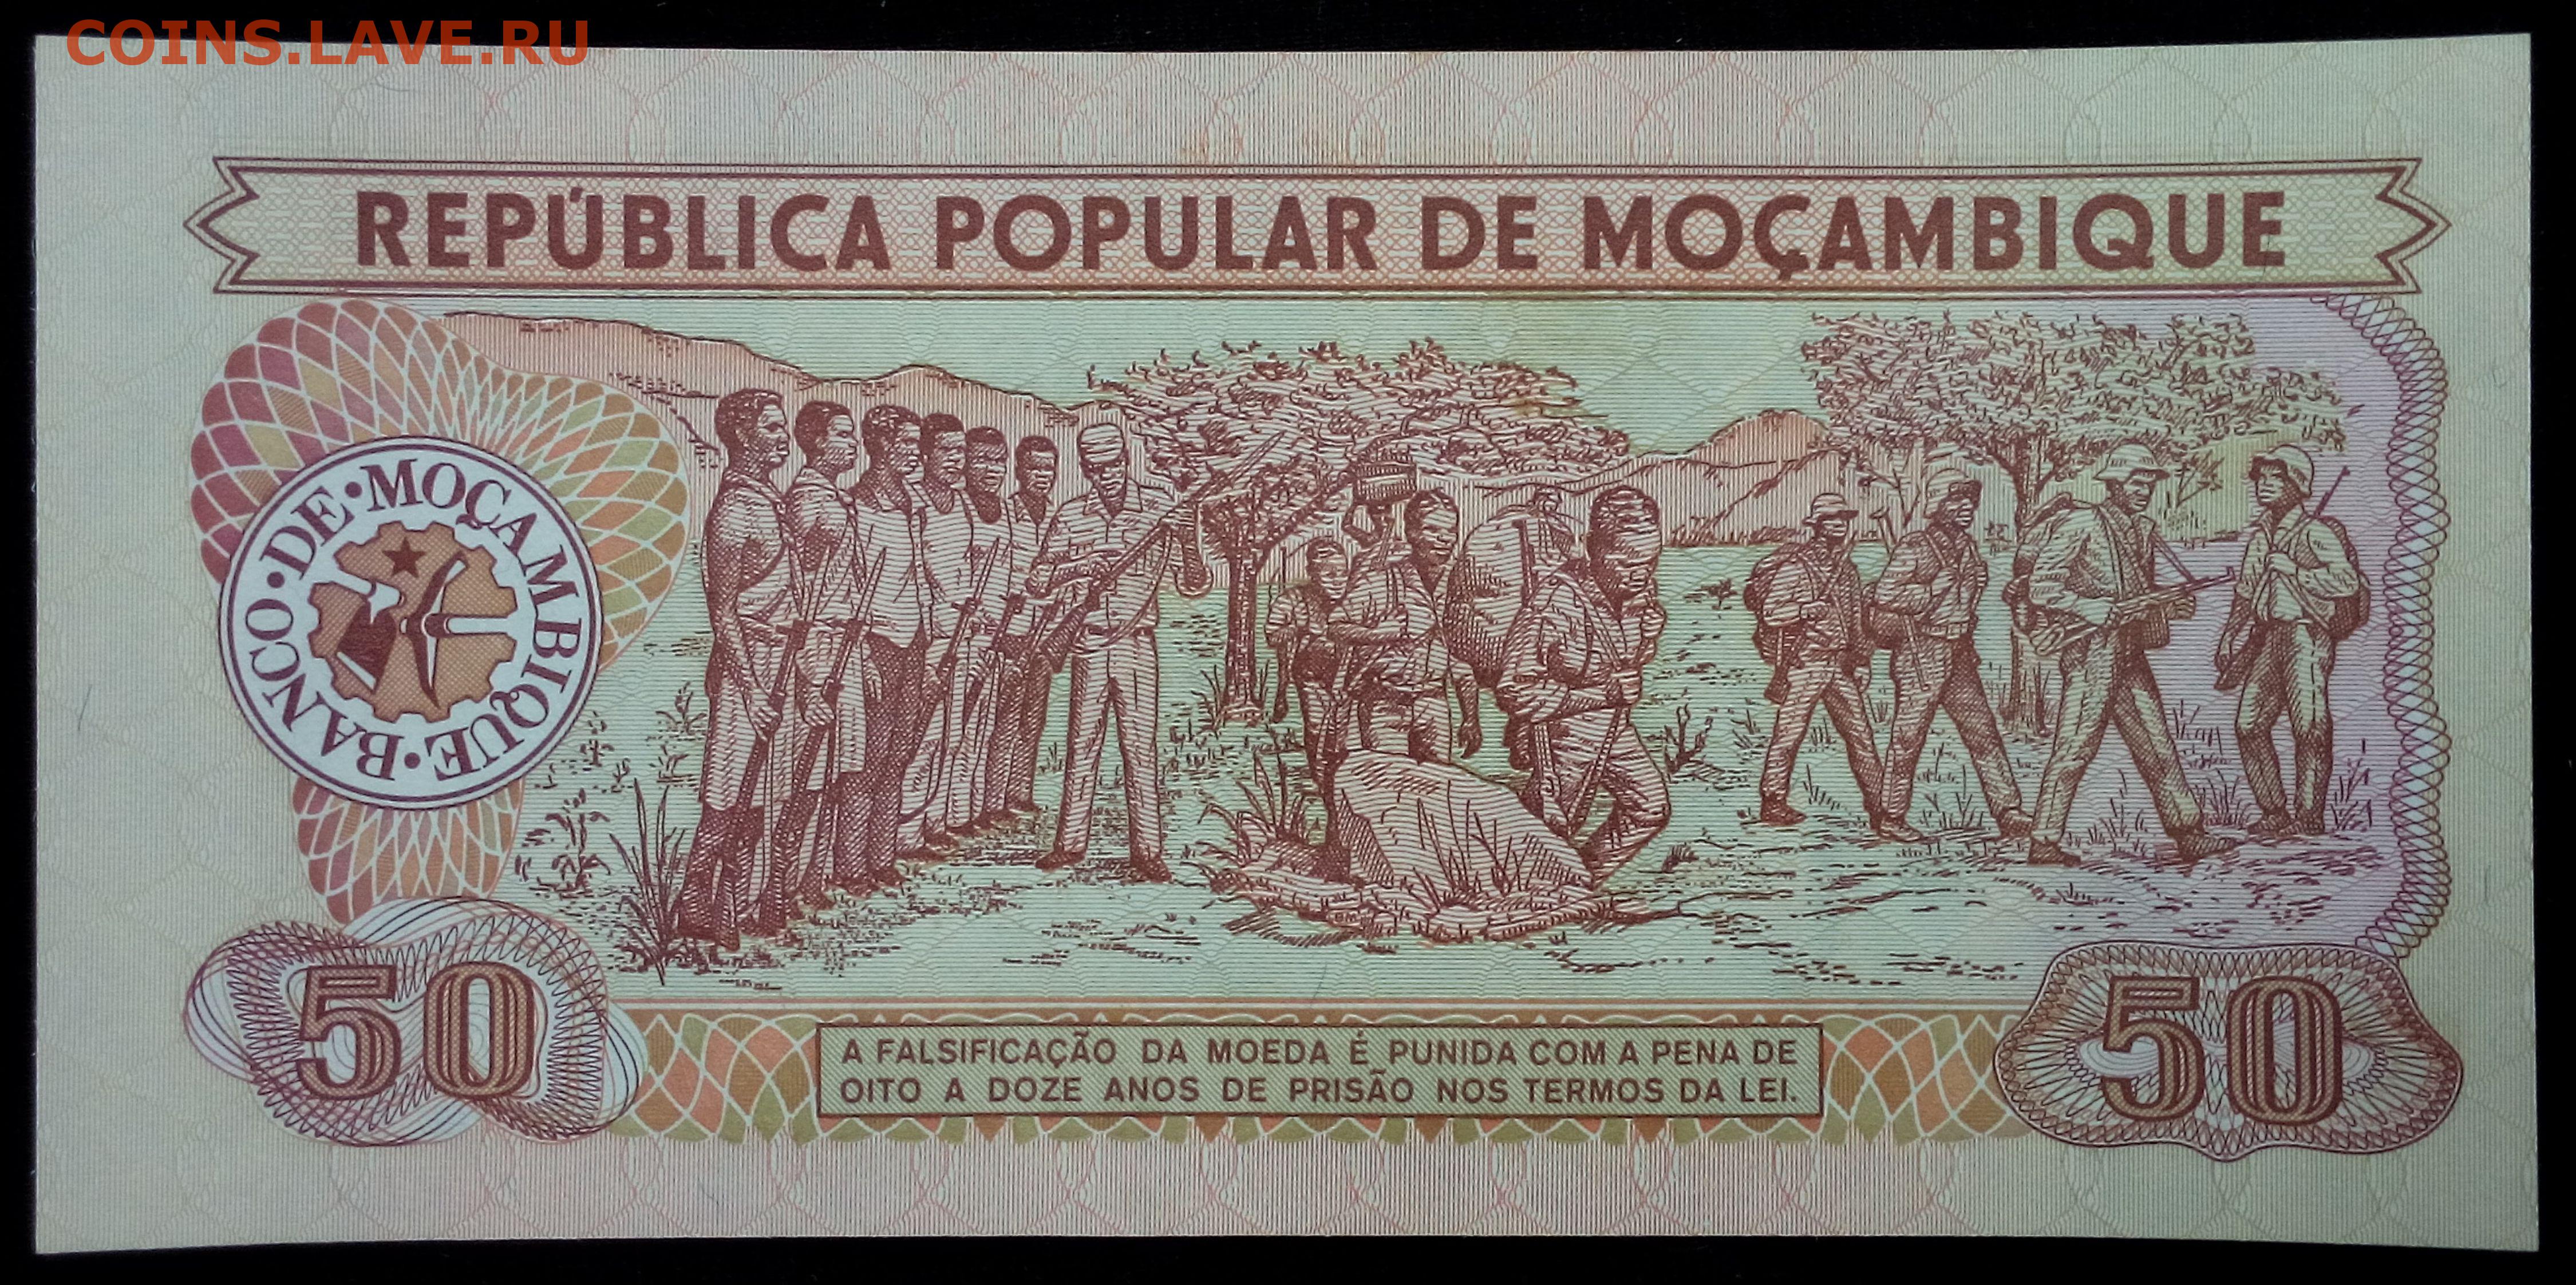 COINS.LAVE.RU
REPÚBLICA POPULAR DE MOÇAMBIQUE
BANCO • DE • MOÇAMBIQUE •
50
A FALSIFICAÇÃO DA MOEDA É PUNIDA COM A PENA DE
OITO A DOZE ANOS DE PRISÃO NOS TERMOS DA LEI.
50